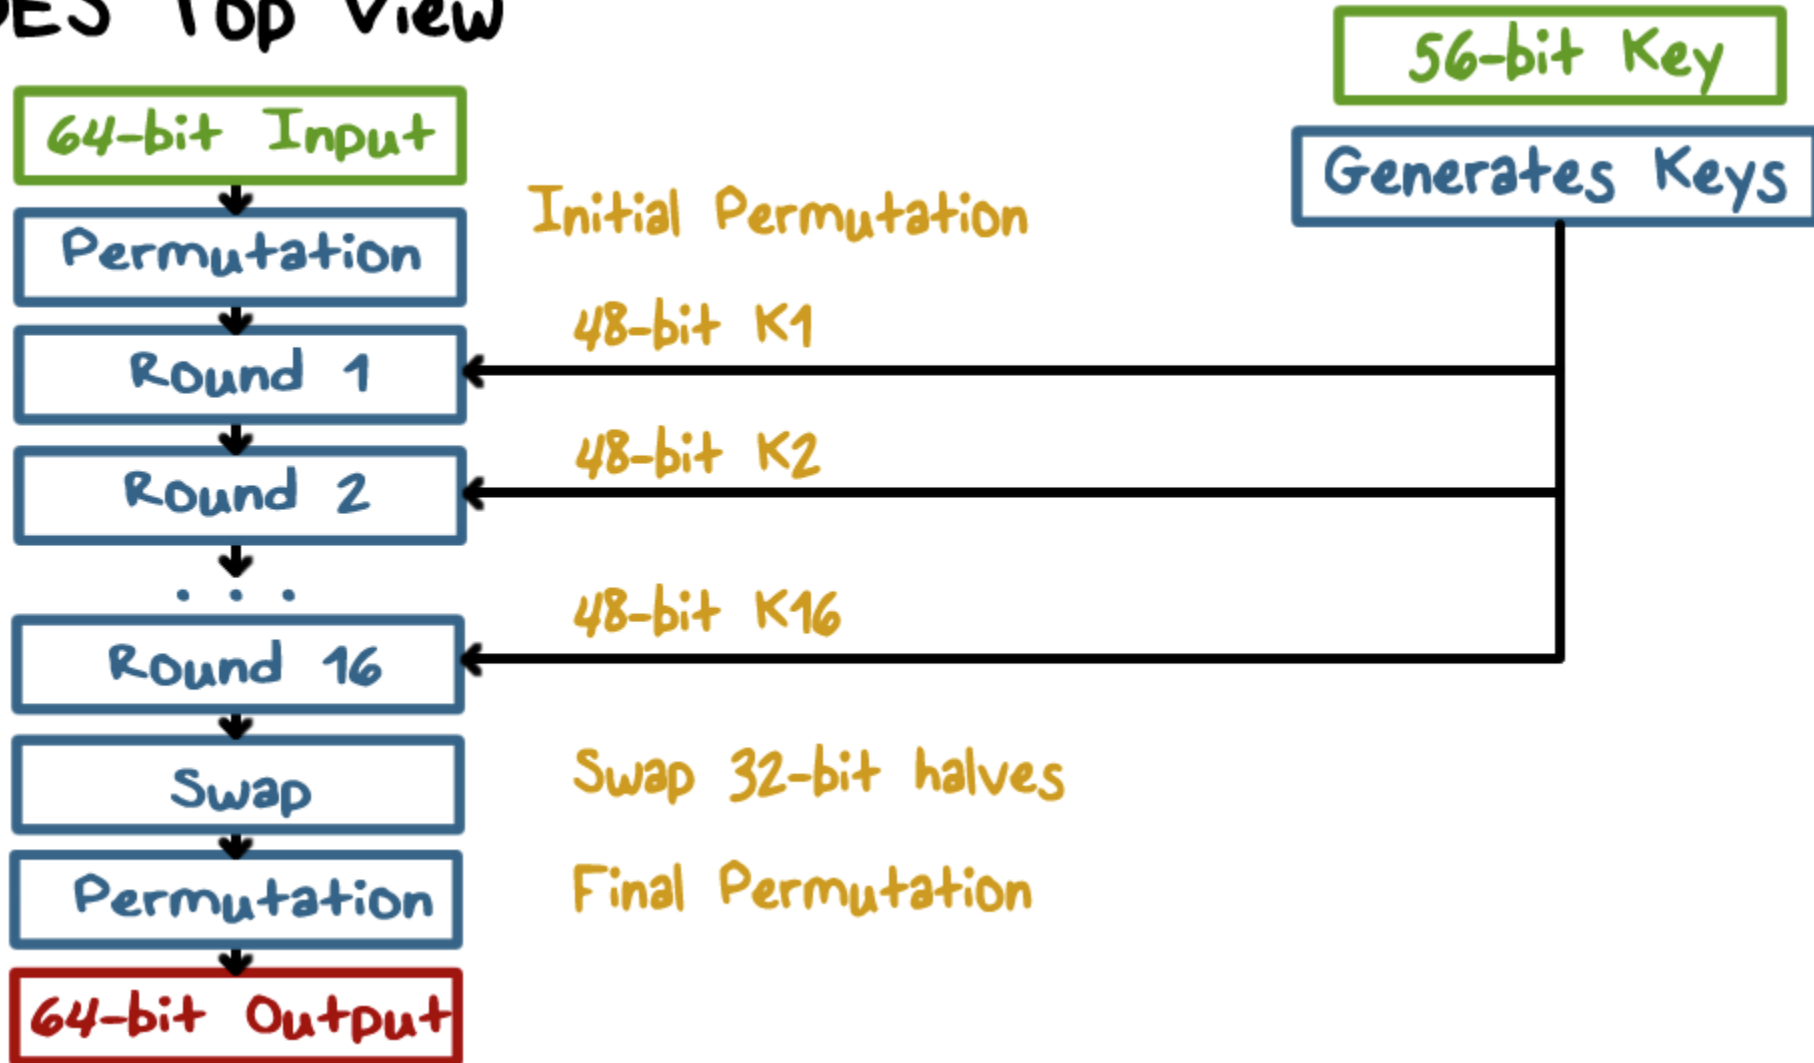 DES Top View
56-bit Key
64-bit Input
Generates Keys
Permutation
Initial Permutation
48-bit K1
Round 1
48-bit K2
Round 2
. . .
48-bit K16
Round 16
Swap
Swap 32-bit halves
Permutation
Final Permutation
64-bit Output